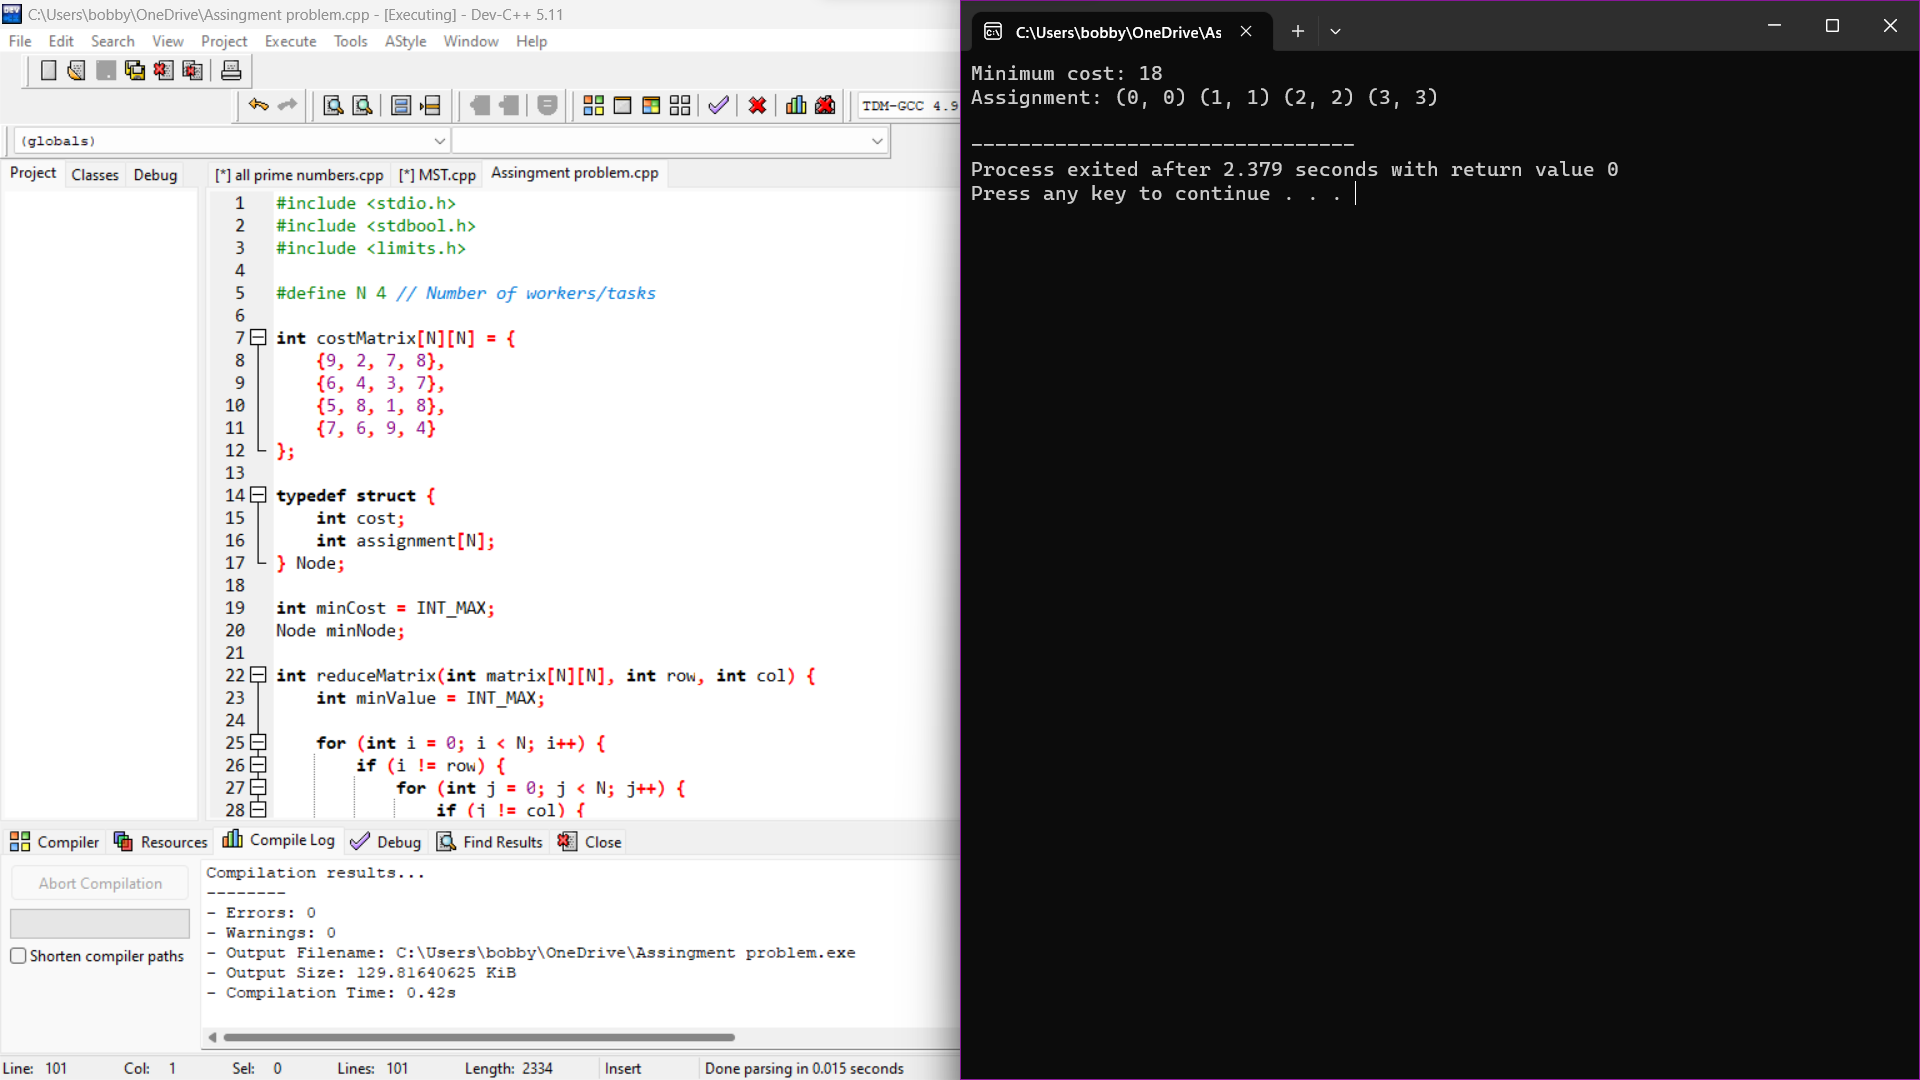 C:\Users\bobby\OneDrive\Assingment problem.cpp - [Executing] - Dev-C++ 5.11
File Edit Search View Project Execute Tools AStyle Window Help
TDM-GCC 4.9
(globals)
Project Classes Debug
[*] all prime numbers.cpp [*] MST.cpp Assingment problem.cpp
1 #include <stdio.h>
2 #include <stdbool.h>
3 #include <limits.h>
4
5 #define N 4 // Number of workers/tasks
6
7 int costMatrix[N][N] = {
8 {9, 2, 7, 8},
9 {6, 4, 3, 7},
10 {5, 8, 1, 8},
11 {7, 6, 9, 4}
12 };
13
14 typedef struct {
15 int cost;
16 int assignment[N];
17 } Node;
18
19 int minCost = INT_MAX;
20 Node minNode;
21
22 int reduceMatrix(int matrix[N][N], int row, int col) {
23 int minValue = INT_MAX;
24
25 for (int i = 0; i < N; i++) {
26 if (i != row) {
27 for (int j = 0; j < N; j++) {
28 if (j != col) {
Compiler Resources Compile Log Debug Find Results Close
Abort Compilation
Shorten compiler paths
Compilation results...
--------
- Errors: 0
- Warnings: 0
- Output Filename: C:\Users\bobby\OneDrive\Assingment problem.exe
- Output Size: 129.81640625 KiB
- Compilation Time: 0.42s
Line: 101 Col: 1 Sel: 0 Lines: 101 Length: 2334 Insert Done parsing in 0.015 seconds
C:\Users\bobby\OneDrive\As
Minimum cost: 18
Assignment: (0, 0) (1, 1) (2, 2) (3, 3)
--------------------------------
Process exited after 2.379 seconds with return value 0
Press any key to continue . . .